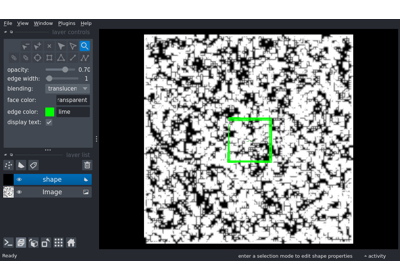 File View Window Plugins Help
layer controls
opacity: 0.70
edge width: 1
blending: translucen
face color: transparent
edge color: lime
display text:
layer list
shape
Image
Ready enter a selection mode to edit shape properties activity